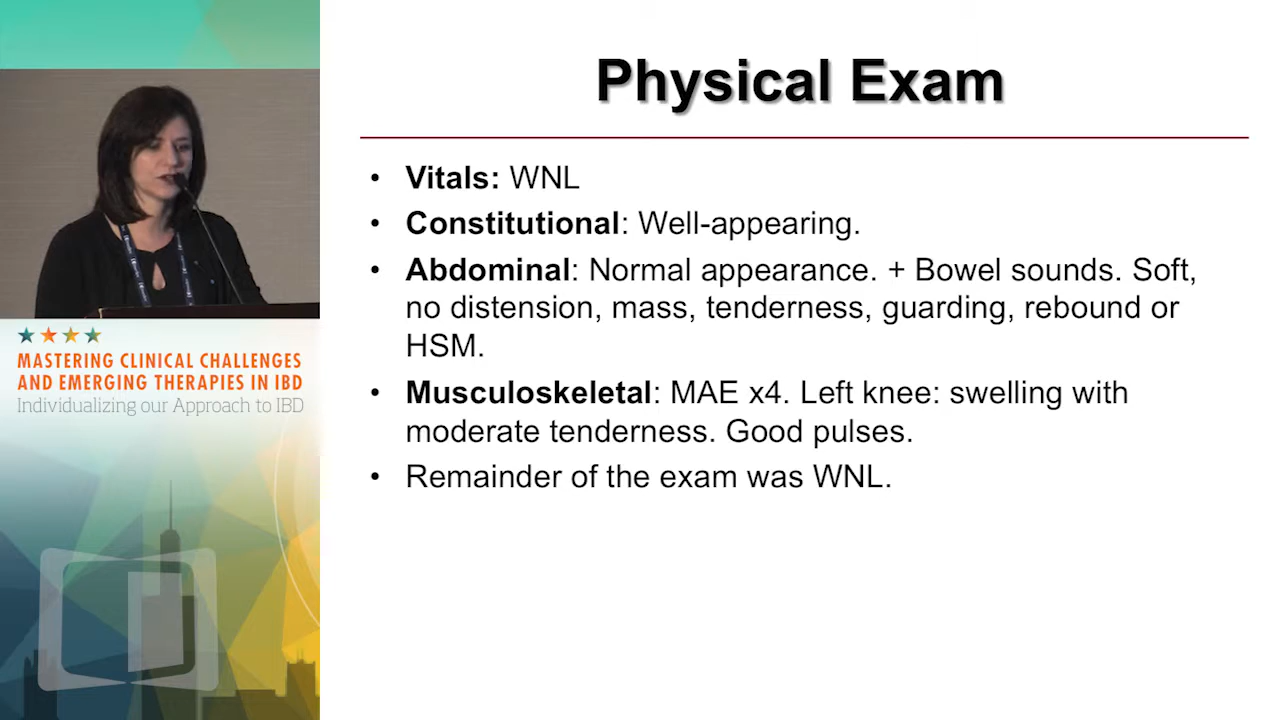 Physical Exam
• Vitals: WNL
• Constitutional: Well-appearing.
• Abdominal: Normal appearance. + Bowel sounds. Soft,
no distension, mass, tenderness, guarding, rebound or
HSM.
• Musculoskeletal: MAE x4. Left knee: swelling with
moderate tenderness. Good pulses.
• Remainder of the exam was WNL.
MASTERING CLINICAL CHALLENGES
AND EMERGING THERAPIES IN IBD
Individualizing our Approach to IBD